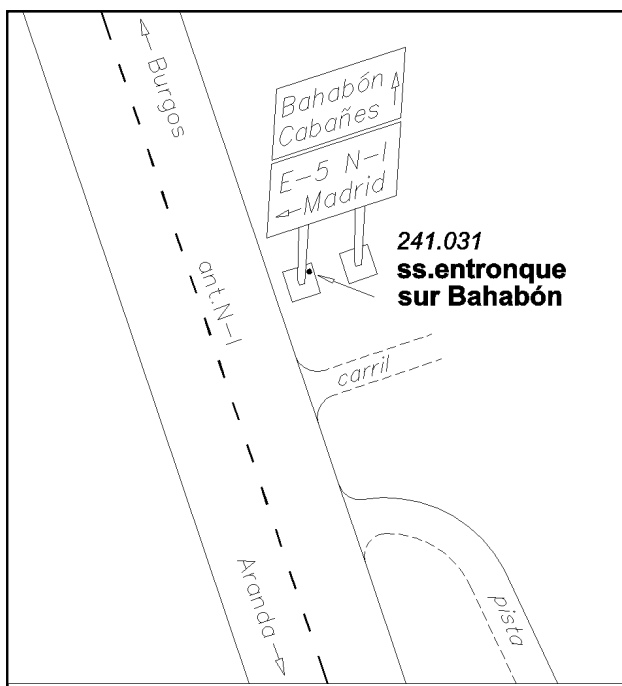 Burgos
Bahabón
Cabañes
E-5 N-I
Madrid
241.031
ss.entronque
sur Bahabón
ant.N-I
carril
Aranda
pista